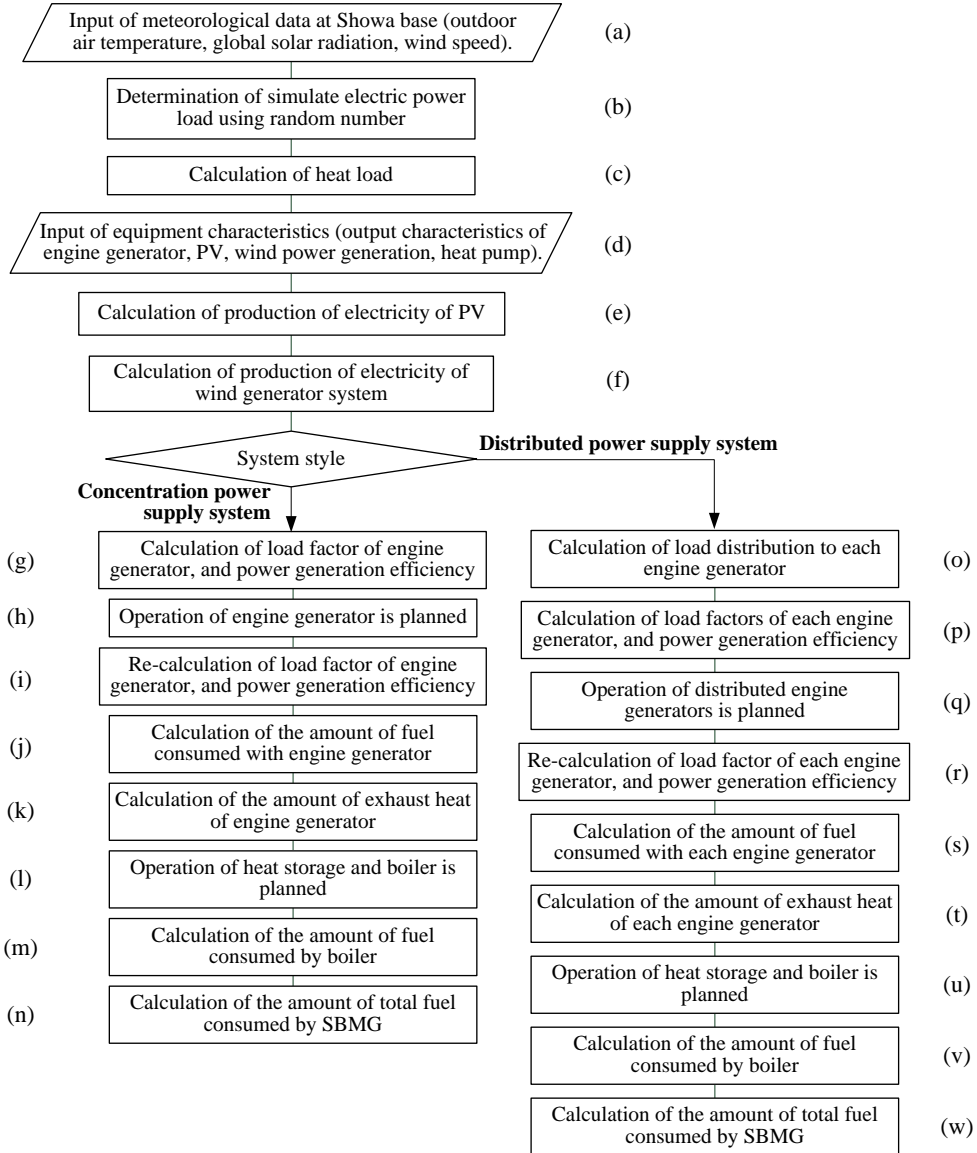 Input of meteorological data at Showa base (outdoor
air temperature, global solar radiation, wind speed).
(a)
Determination of simulate electric power
load using random number
(b)
Calculation of heat load
(c)
Input of equipment characteristics (output characteristics of
engine generator, PV, wind power generation, heat pump).
(d)
Calculation of production of electricity of PV
(e)
Calculation of production of electricity of
wind generator system
(f)
System style
Distributed power supply system
Concentration power
supply system
(g)
Calculation of load factor of engine
generator, and power generation efficiency
(h)
Operation of engine generator is planned
(i)
Re-calculation of load factor of engine
generator, and power generation efficiency
(j)
Calculation of the amount of fuel
consumed with engine generator
(k)
Calculation of the amount of exhaust heat
of engine generator
(l)
Operation of heat storage and boiler is
planned
(m)
Calculation of the amount of fuel
consumed by boiler
(n)
Calculation of the amount of total fuel
consumed by SBMG
Calculation of load distribution to each
engine generator
(o)
Calculation of load factors of each engine
generator, and power generation efficiency
(p)
Operation of distributed engine
generators is planned
(q)
Re-calculation of load factor of each engine
generator, and power generation efficiency
(r)
Calculation of the amount of fuel
consumed with each engine generator
(s)
Calculation of the amount of exhaust heat
of each engine generator
(t)
Operation of heat storage and boiler is
planned
(u)
Calculation of the amount of fuel
consumed by boiler
(v)
Calculation of the amount of total fuel
consumed by SBMG
(w)